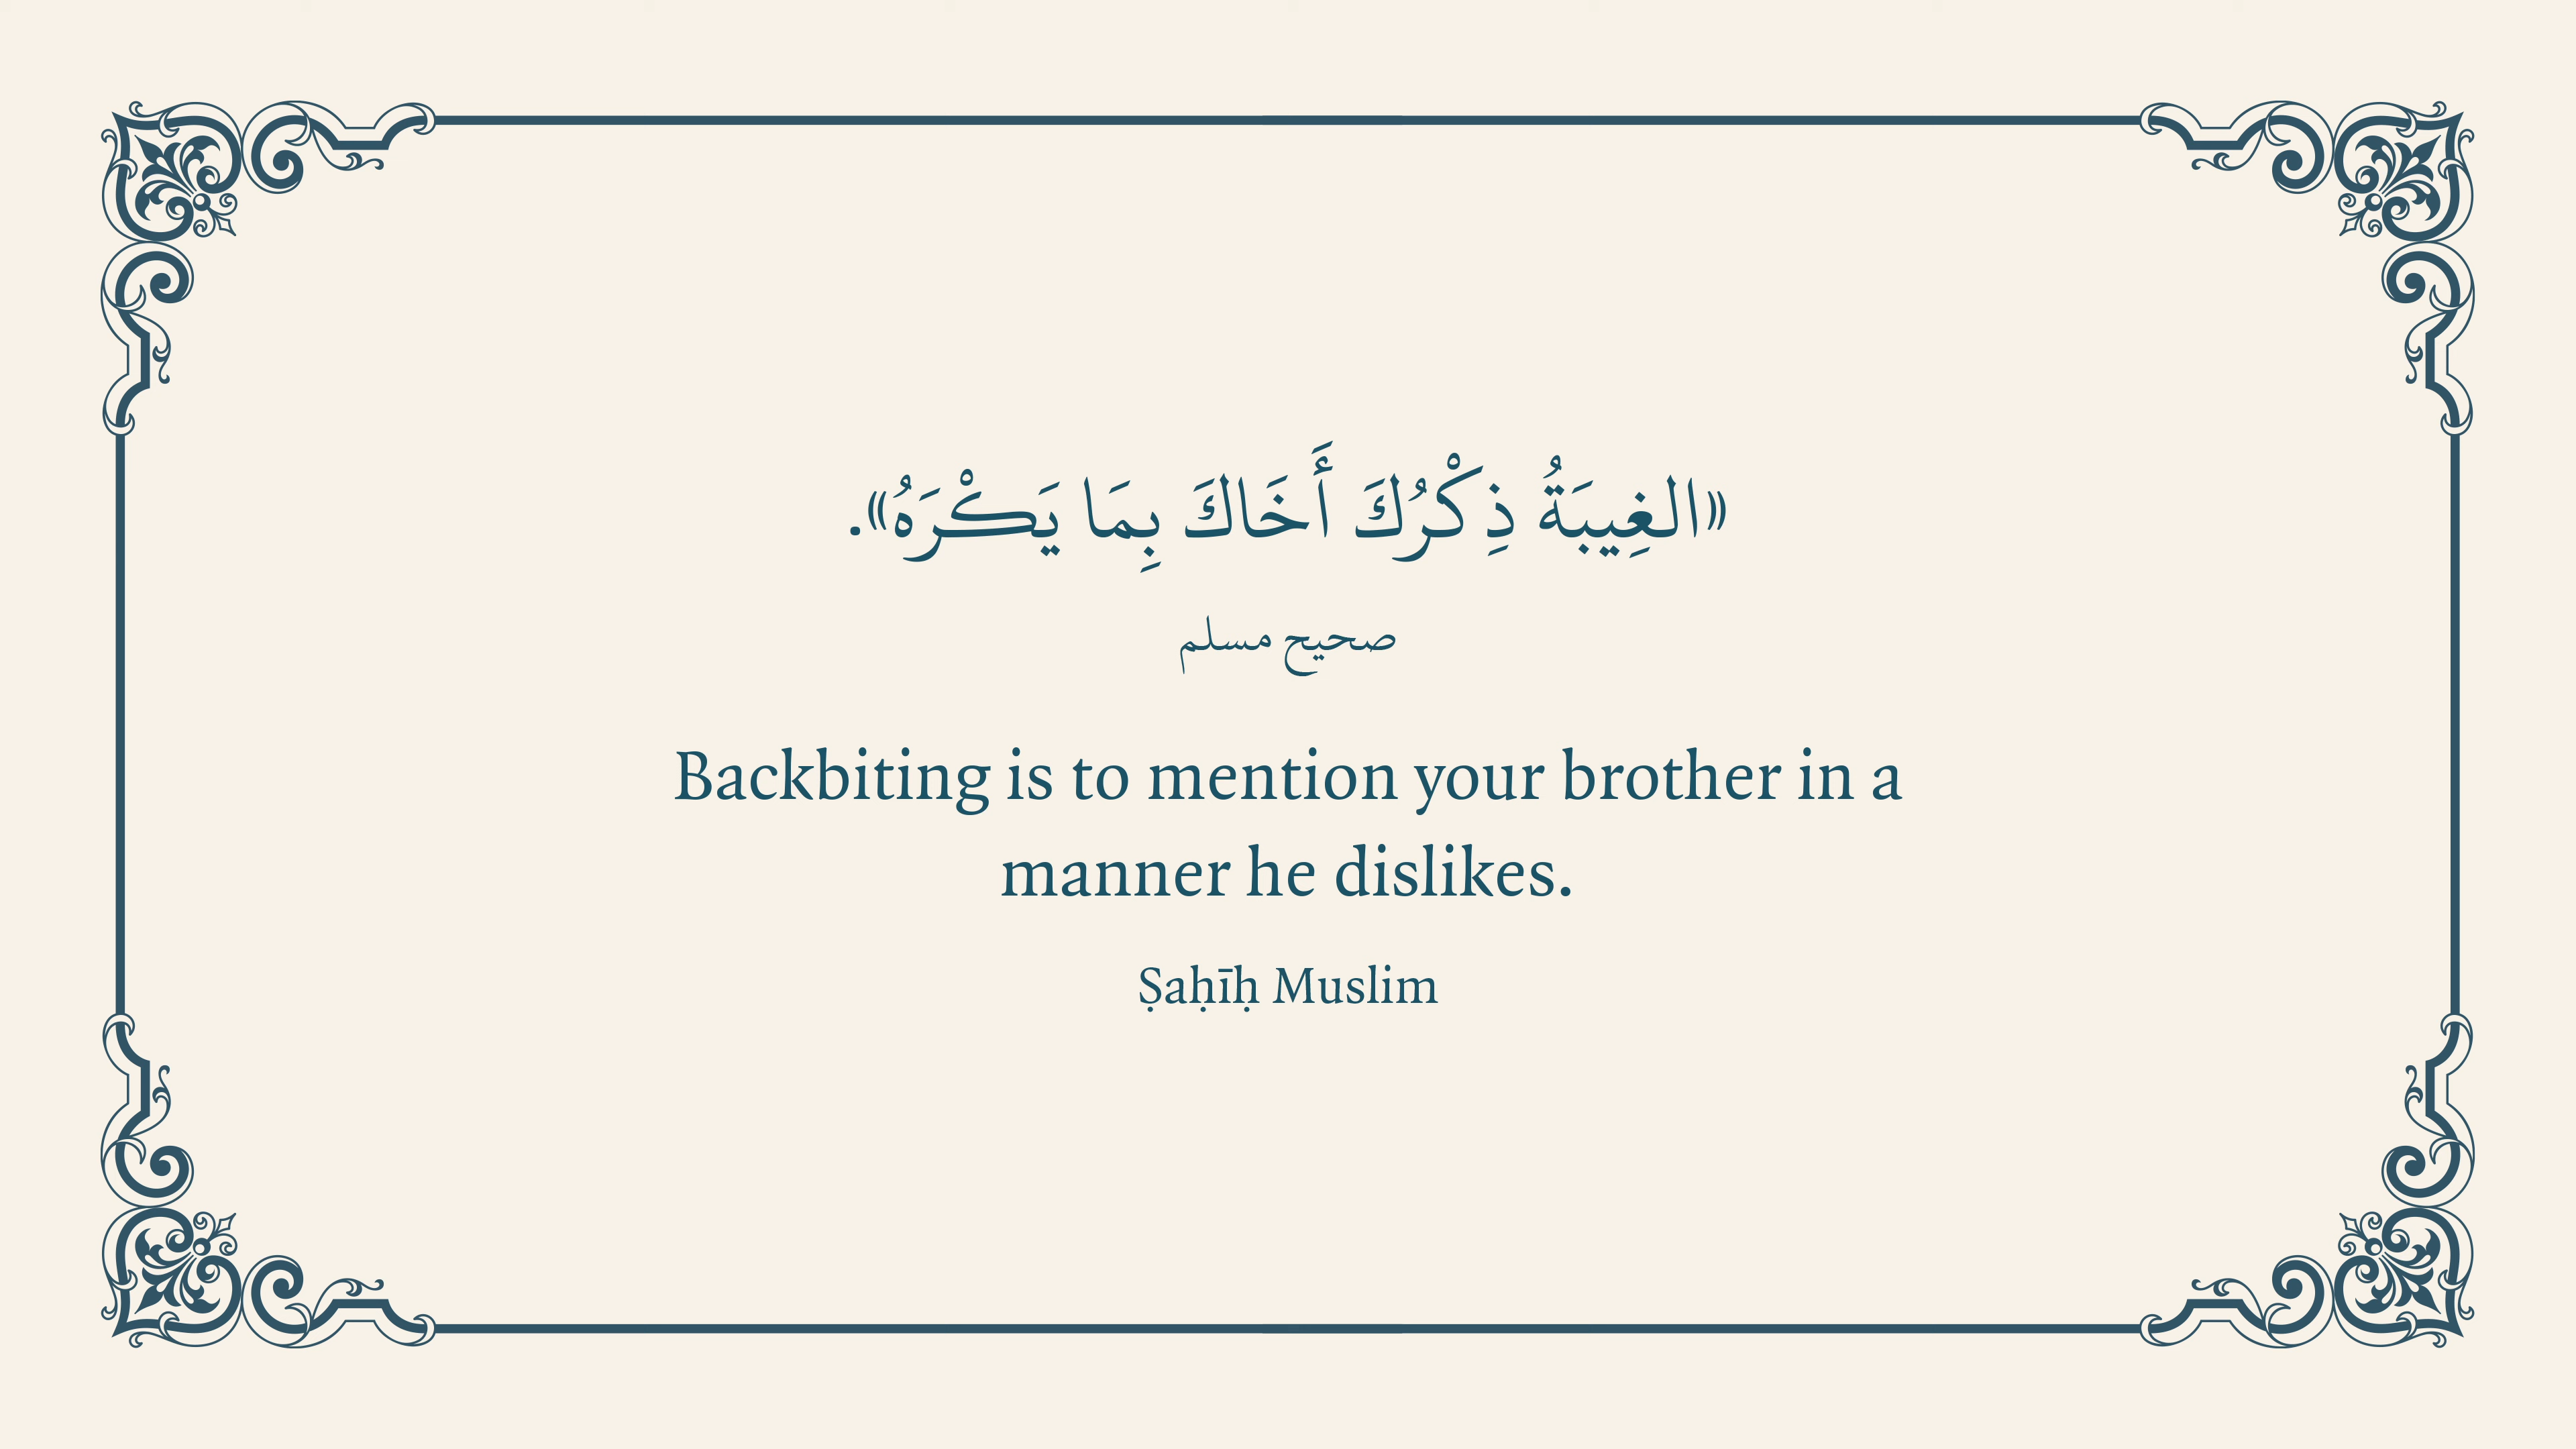 «الغِيبَةُ ذِكْرُكَ أَخَاكَ بِمَا يَكْرَهُ».
صحيح مسلم
Backbiting is to mention your brother in a
manner he dislikes.
Ṣaḥīḥ Muslim